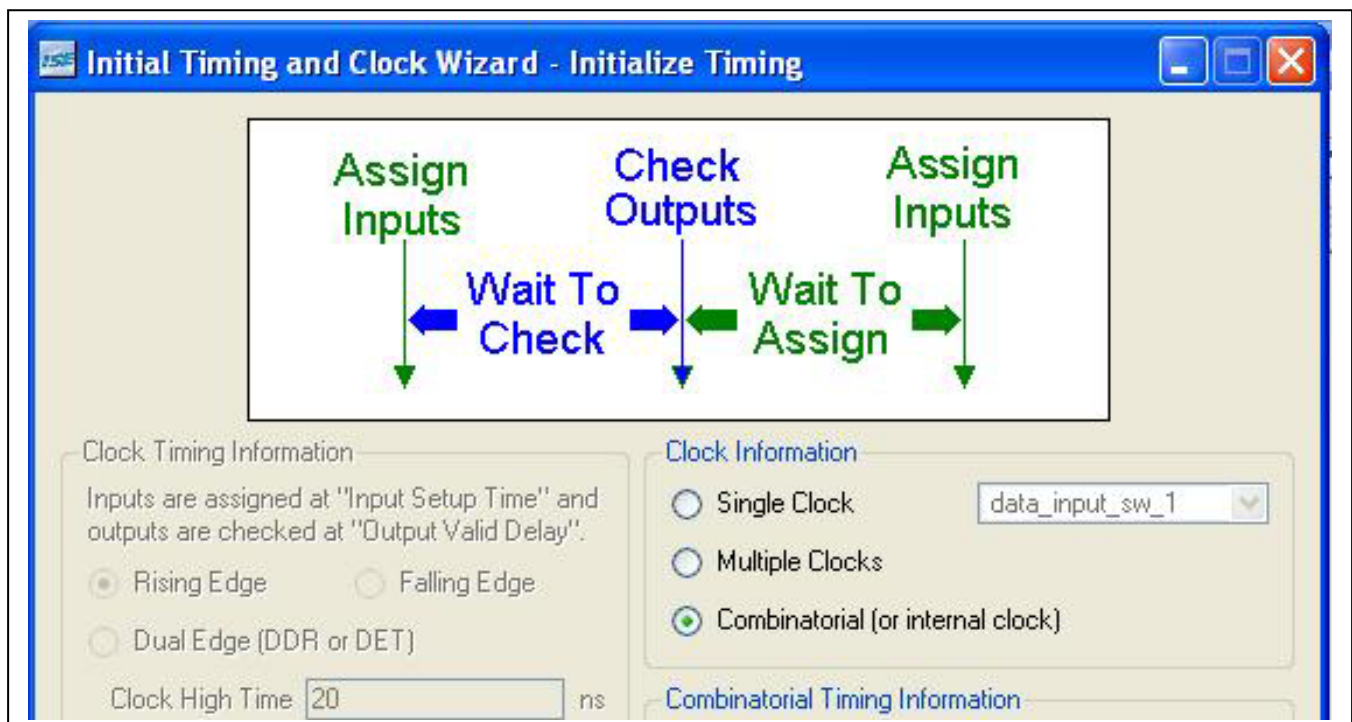 ISE Initial Timing and Clock Wizard - Initialize Timing
Assign Inputs
Check Outputs
Assign Inputs
Wait To Check
Wait To Assign
Clock Timing Information
Inputs are assigned at "Input Setup Time" and
outputs are checked at "Output Valid Delay".
Rising Edge
Falling Edge
Dual Edge (DDR or DET)
Clock High Time 20 ns
Clock Information
Single Clock data_input_sw_1
Multiple Clocks
Combinatorial (or internal clock)
Combinatorial Timing Information